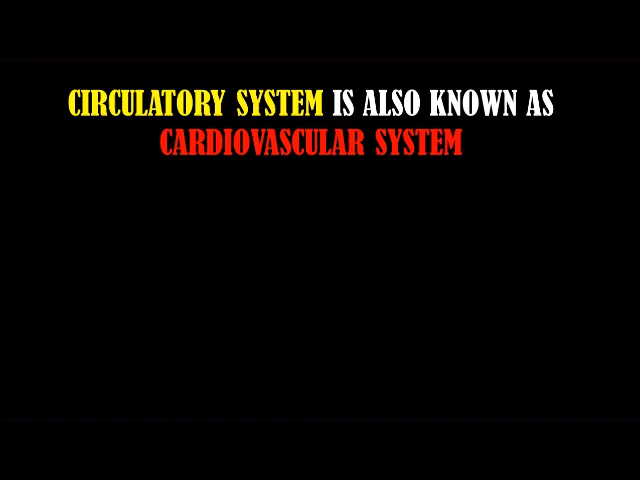 CIRCULATORY SYSTEM IS ALSO KNOWN AS
CARDIOVASCULAR SYSTEM